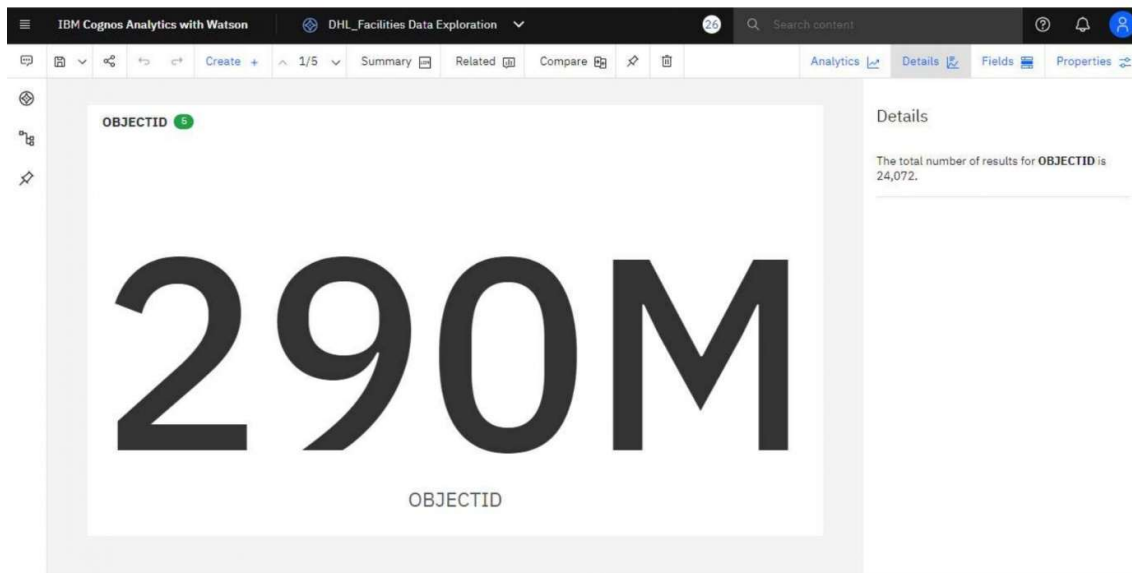 IBM Cognos Analytics with Watson DHL_Facilities Data Exploration 26 Search content
Create + 1/5 Summary Related Compare Analytics Details Fields Properties
OBJECTID 5
290M
OBJECTID
Details
The total number of results for OBJECTID is
24,072.